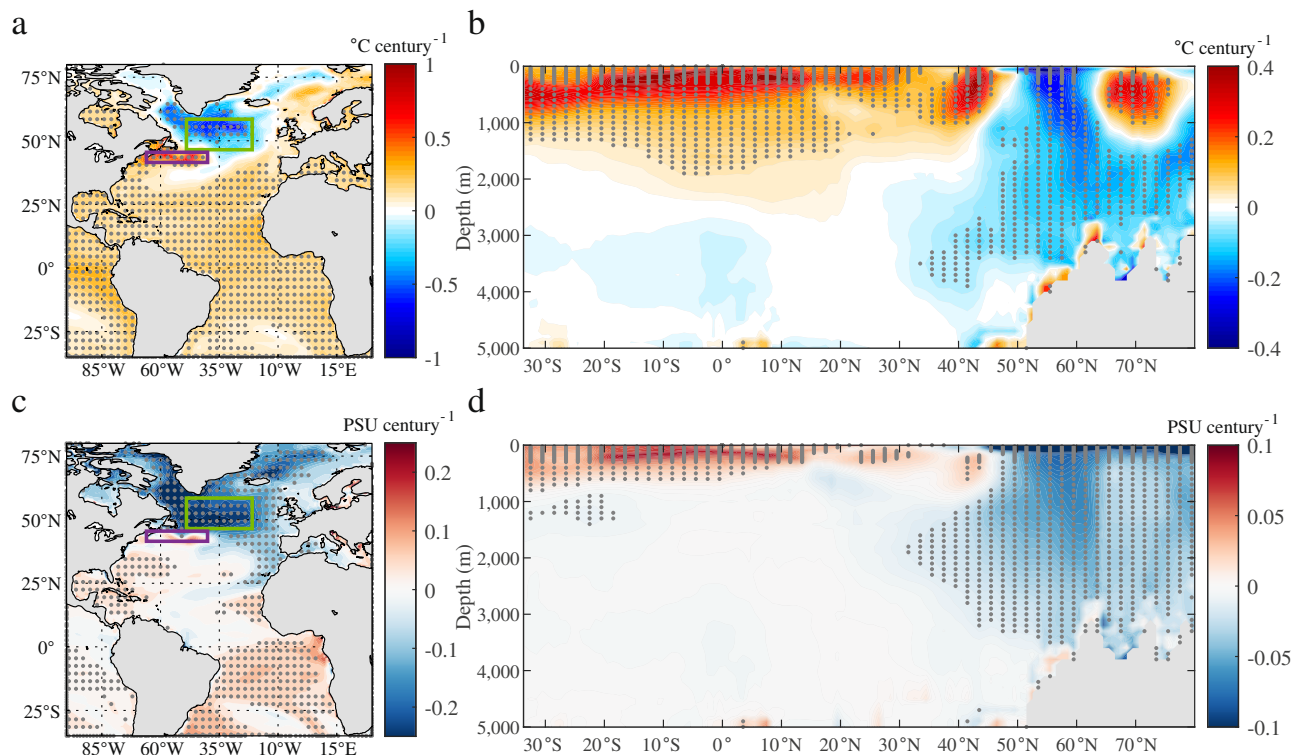 a
°C century-1
75°N
50°N
25°N
0°
25°S
85°W 60°W 35°W 10°W 15°E
1
0.5
0
-0.5
-1
b
°C century-1
Depth (m)
0
1,000
2,000
3,000
4,000
5,000
30°S 20°S 10°S 0° 10°N 20°N 30°N 40°N 50°N 60°N 70°N
0.4
0.2
0
-0.2
-0.4
c
PSU century-1
75°N
50°N
25°N
0°
25°S
85°W 60°W 35°W 10°W 15°E
0.2
0.1
0
-0.1
-0.2
d
PSU century-1
Depth (m)
0
1,000
2,000
3,000
4,000
5,000
30°S 20°S 10°S 0° 10°N 20°N 30°N 40°N 50°N 60°N 70°N
0.1
0.05
0
-0.05
-0.1